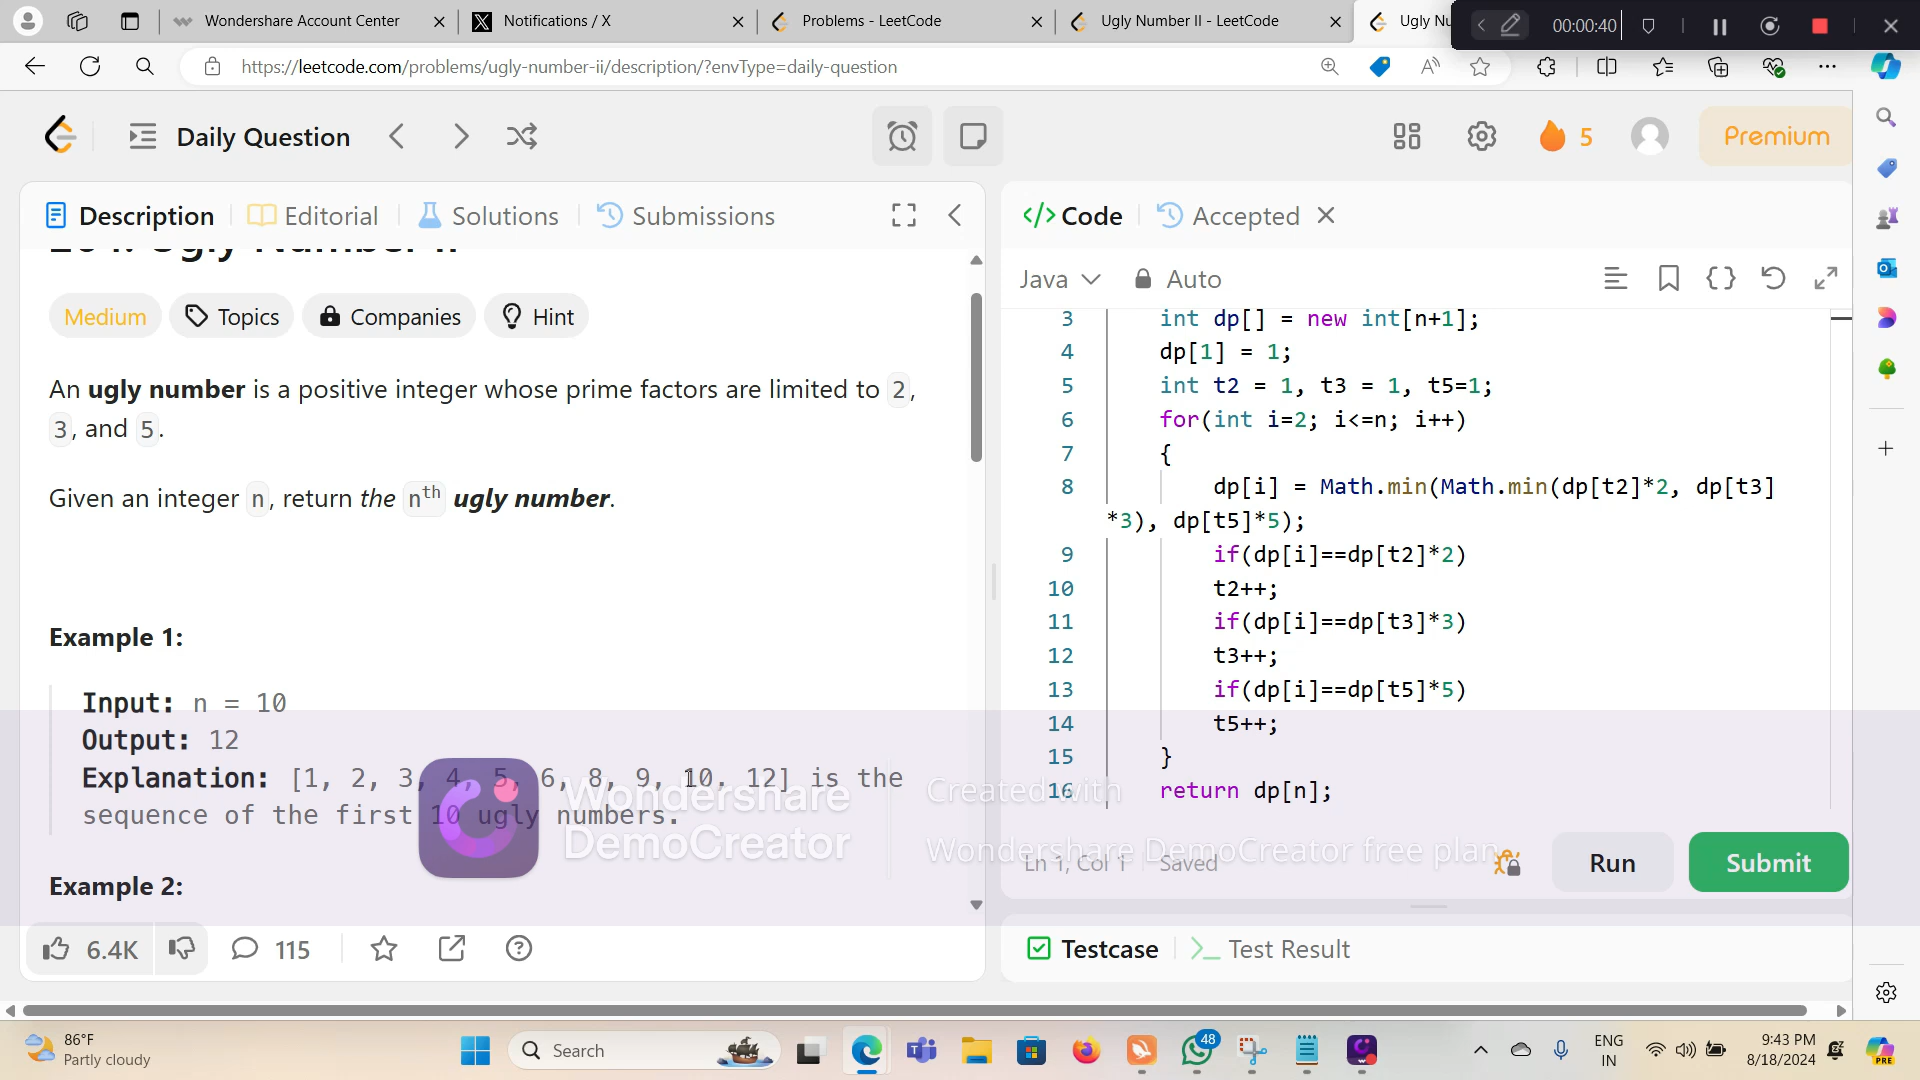 Wondershare Account Center
Notifications / X
Problems - LeetCode
Ugly Number II - LeetCode
Ugly Nu
00:00:40
https://leetcode.com/problems/ugly-number-ii/description/?envType=daily-question
Daily Question
5
Premium
Description
Editorial
Solutions
Submissions
Code
Accepted
264. Ugly Number II
Medium
Topics
Companies
Hint
An ugly number is a positive integer whose prime factors are limited to 2,
3, and 5.
Given an integer n, return the nth ugly number.
Example 1:
Input: n = 10
Output: 12
Explanation: [1, 2, 3, 4, 5, 6, 8, 9, 10, 12] is the
sequence of the first 10 ugly numbers.
Example 2:
6.4K
115
Java
Auto
3 int dp[] = new int[n+1];
4 dp[1] = 1;
5 int t2 = 1, t3 = 1, t5=1;
6 for(int i=2; i<=n; i++)
7 {
8 dp[i] = Math.min(Math.min(dp[t2]*2, dp[t3]
*3), dp[t5]*5);
9 if(dp[i]==dp[t2]*2)
10 t2++;
11 if(dp[i]==dp[t3]*3)
12 t3++;
13 if(dp[i]==dp[t5]*5)
14 t5++;
15 }
16 return dp[n];
Ln 1, Col 1
Saved
Run
Submit
Testcase
Test Result
Wondershare
DemoCreator
Created with
Wondershare DemoCreator free plan
86°F
Partly cloudy
Search
48
PRE
ENG
IN
9:43 PM
8/18/2024